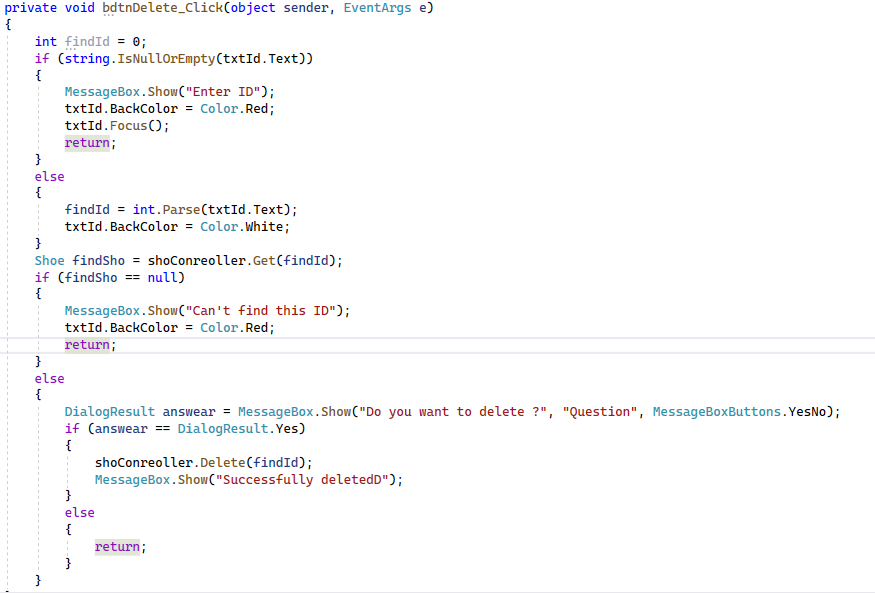 private void bdtnDelete_Click(object sender, EventArgs e)
{
    int findId = 0;
    if (string.IsNullOrEmpty(txtId.Text))
    {
        MessageBox.Show("Enter ID");
        txtId.BackColor = Color.Red;
        txtId.Focus();
        return;
    }
    else
    {
        findId = int.Parse(txtId.Text);
        txtId.BackColor = Color.White;
    }
    Shoe findSho = shoConreoller.Get(findId);
    if (findSho == null)
    {
        MessageBox.Show("Can't find this ID");
        txtId.BackColor = Color.Red;
        return;
    }
    else
    {
        DialogResult answear = MessageBox.Show("Do you want to delete ?", "Question", MessageBoxButtons.YesNo);
        if (answear == DialogResult.Yes)
        {
            shoConreoller.Delete(findId);
            MessageBox.Show("Successfully deletedD");
        }
        else
        {
            return;
        }
    }